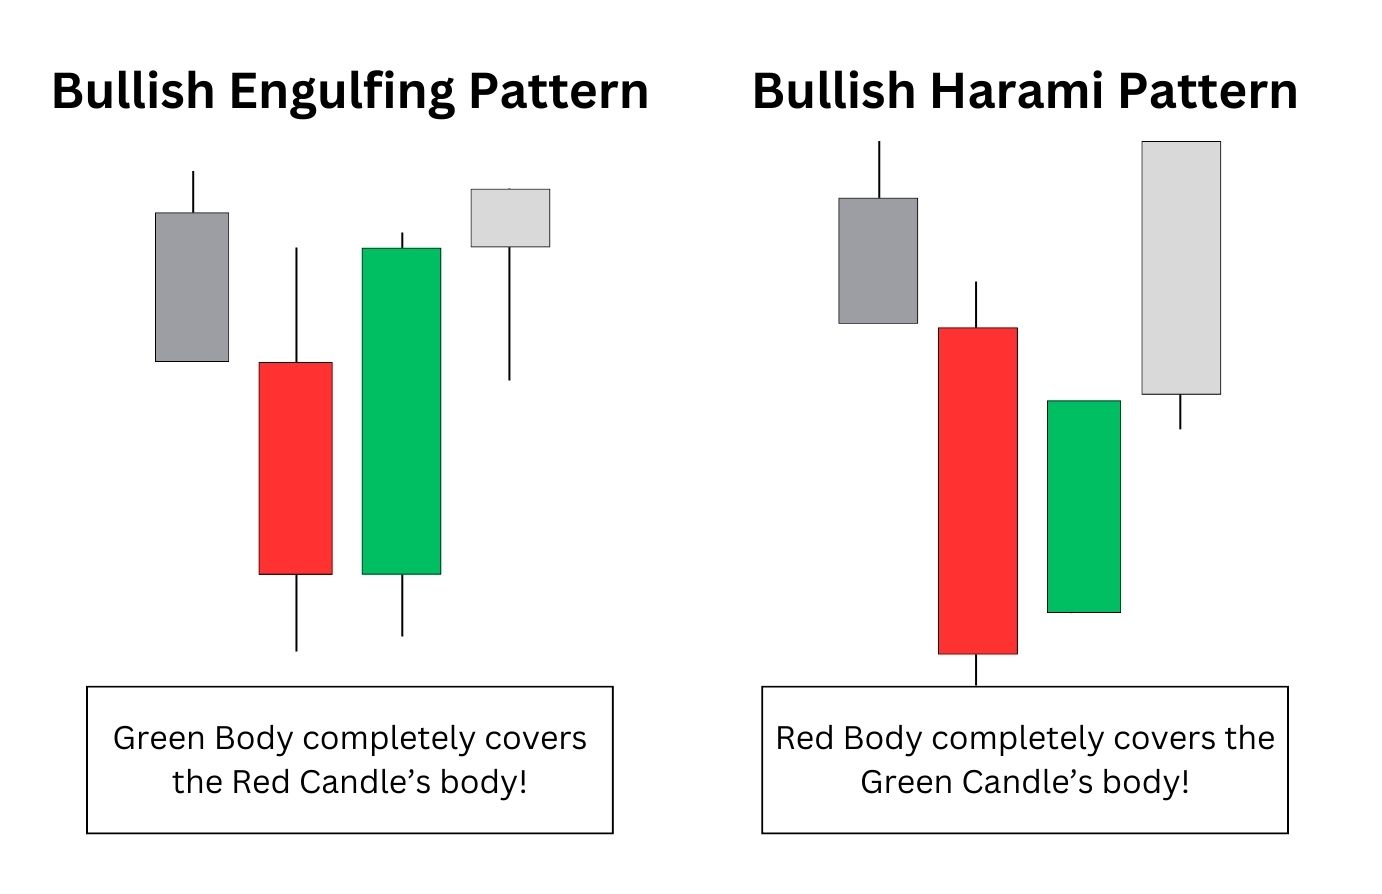 Bullish Engulfing Pattern
Bullish Harami Pattern
Green Body completely covers
the Red Candle’s body!
Red Body completely covers the
Green Candle’s body!